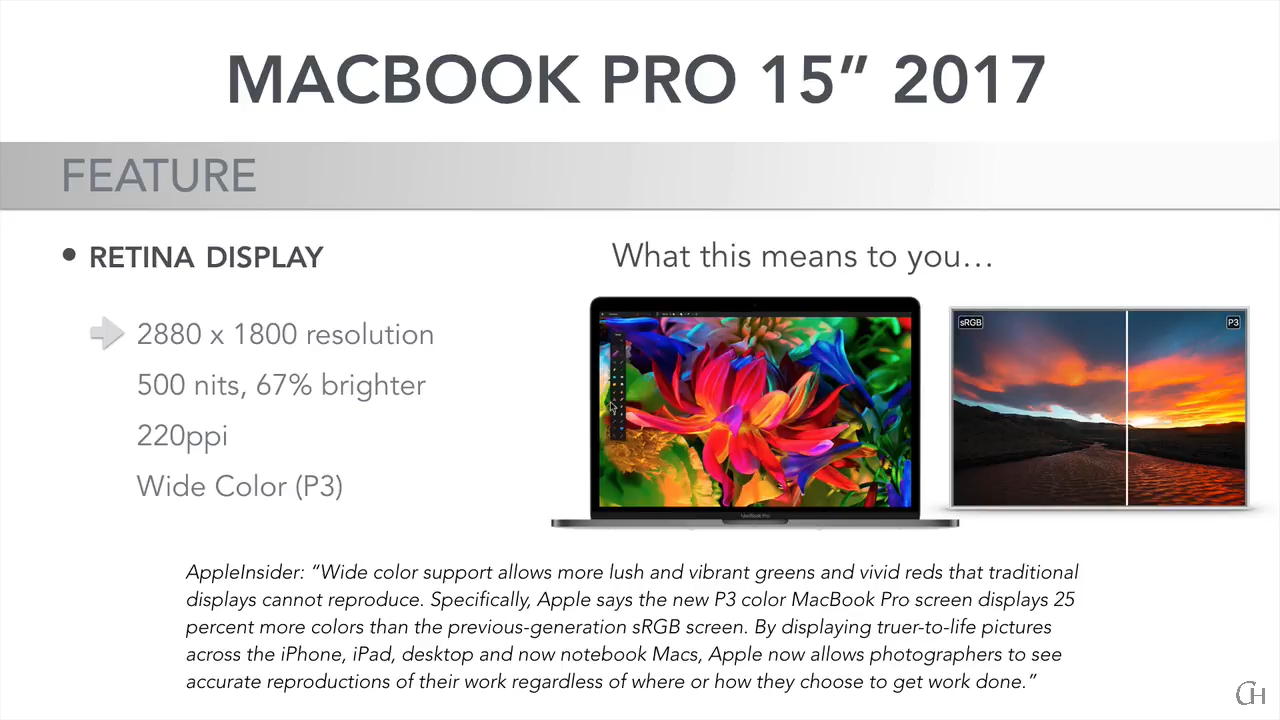 MACBOOK PRO 15” 2017
FEATURE
• RETINA DISPLAY
What this means to you…
2880 x 1800 resolution
500 nits, 67% brighter
220ppi
Wide Color (P3)
sRGB
P3
MacBook Pro
AppleInsider: “Wide color support allows more lush and vibrant greens and vivid reds that traditional
displays cannot reproduce. Specifically, Apple says the new P3 color MacBook Pro screen displays 25
percent more colors than the previous-generation sRGB screen. By displaying truer-to-life pictures
across the iPhone, iPad, desktop and now notebook Macs, Apple now allows photographers to see
accurate reproductions of their work regardless of where or how they choose to get work done.”
CH